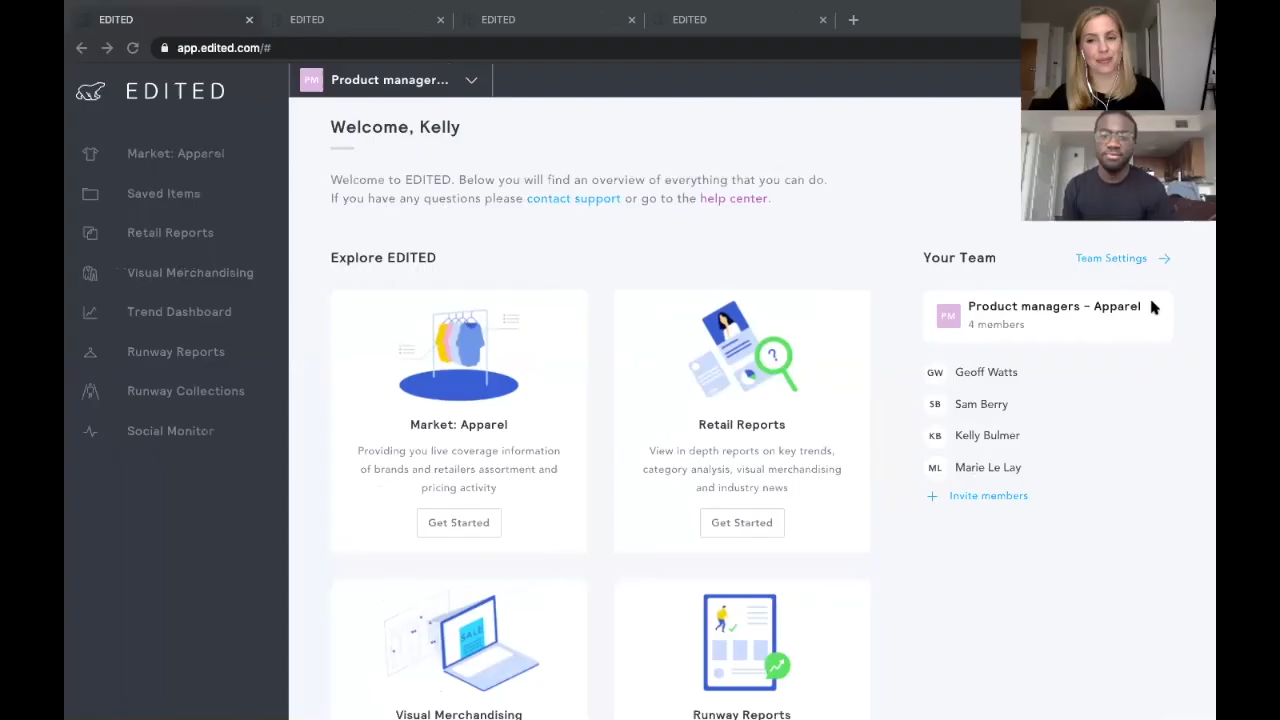 EDITED
EDITED
EDITED
EDITED
app.edited.com/#
EDITED
PM
Product manager...
Market: Apparel
Saved Items
Retail Reports
Visual Merchandising
Trend Dashboard
Runway Reports
Runway Collections
Social Monitor
Welcome, Kelly
Welcome to EDITED. Below you will find an overview of everything that you can do.
If you have any questions please contact support or go to the help center.
Explore EDITED
Market: Apparel
Providing you live coverage information
of brands and retailers assortment and
pricing activity
Get Started
?
Retail Reports
View in depth reports on key trends,
category analysis, visual merchandising
and industry news
Get Started
SALE
Visual Merchandising
Runway Reports
Your Team
Team Settings
PM
Product managers – Apparel
4 members
GW Geoff Watts
SB Sam Berry
KB Kelly Bulmer
ML Marie Le Lay
Invite members